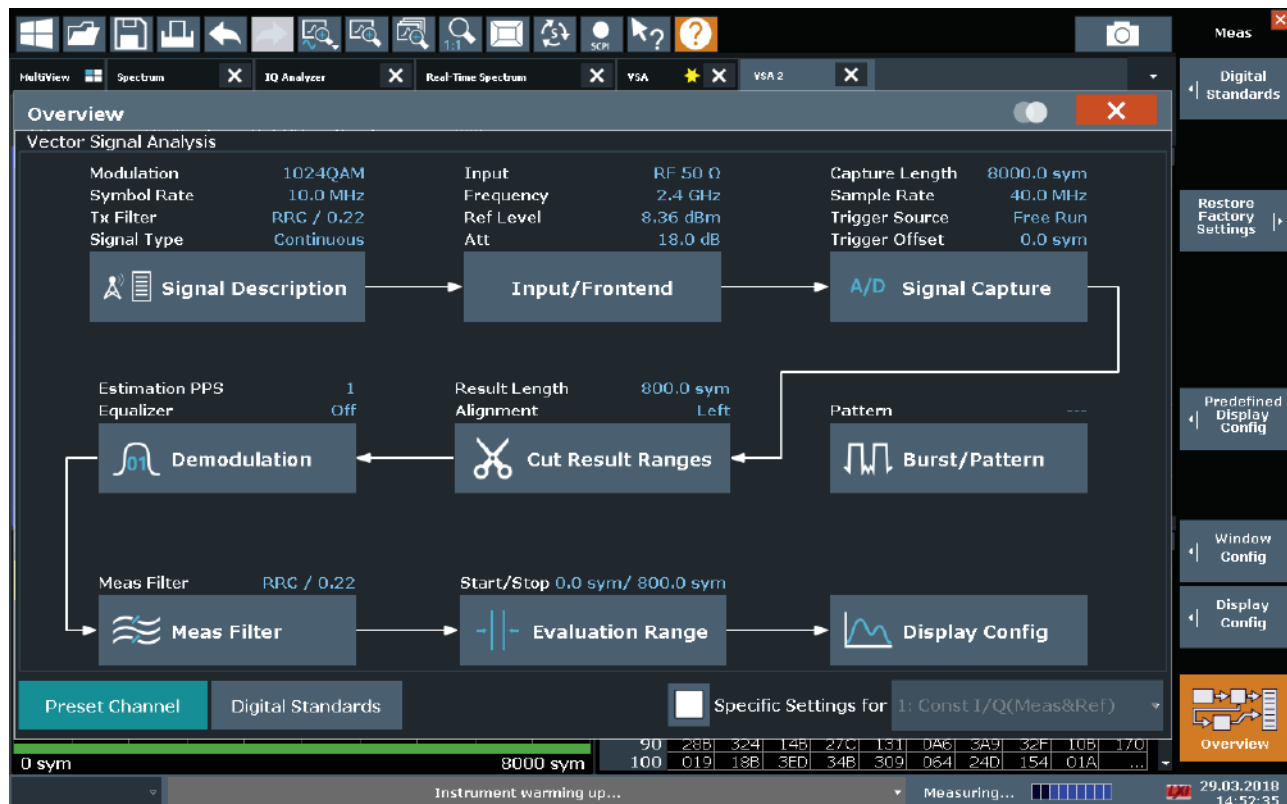 1:1
SCPI
Meas
MultiView Spectrum IQ Analyzer Real-Time Spectrum VSA VSA 2
Digital Standards
Overview
Vector Signal Analysis
Modulation 1024QAM
Symbol Rate 10.0 MHz
Tx Filter RRC / 0.22
Signal Type Continuous
Signal Description
Input RF 50 Ω
Frequency 2.4 GHz
Ref Level 8.36 dBm
Att 18.0 dB
Input/Frontend
Capture Length 8000.0 sym
Sample Rate 40.0 MHz
Trigger Source Free Run
Trigger Offset 0.0 sym
A/D Signal Capture
Restore
Factory
Settings
Estimation PPS 1
Equalizer Off
01 Demodulation
Result Length 800.0 sym
Alignment Left
Cut Result Ranges
Pattern ---
Burst/Pattern
Predefined
Display
Config
Meas Filter RRC / 0.22
Meas Filter
Start/Stop 0.0 sym/ 800.0 sym
Evaluation Range
Display Config
Window
Config
Display
Config
Preset Channel
Digital Standards
Specific Settings for 1: Const I/Q(Meas&Ref)
Overview
0 sym 8000 sym
90 28B 324 14B 27C 131 0A6 3A9 32F 10B 170
100 019 18B 3ED 34B 309 064 24D 154 01A ...
Instrument warming up...
Measuring...
LXI
29.03.2018
14:52:35